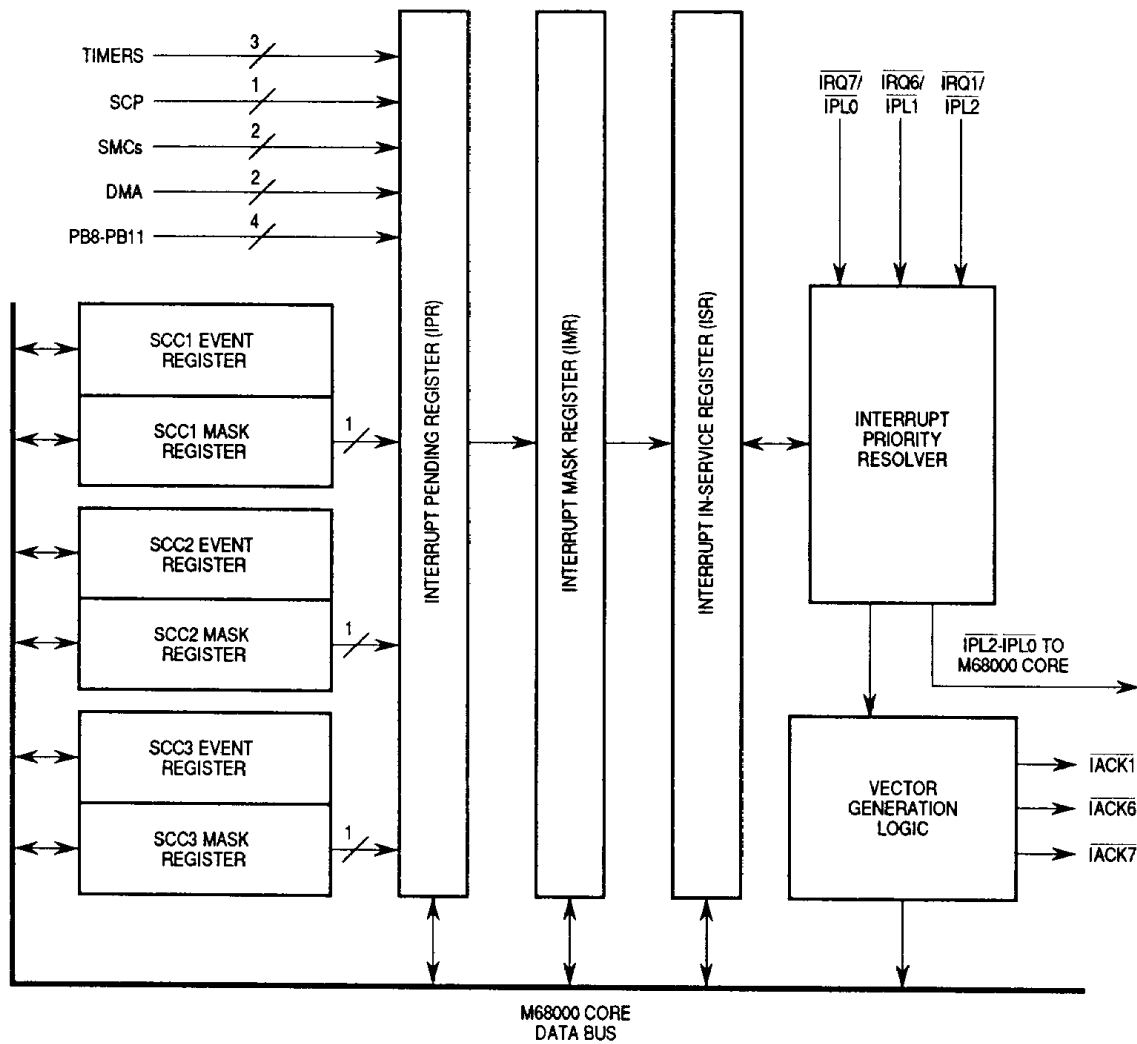 TIMERS
3
SCP
1
SMCs
2
DMA
2
PB8-PB11
4
SCC1 EVENT
REGISTER
SCC1 MASK
REGISTER
1
SCC2 EVENT
REGISTER
SCC2 MASK
REGISTER
1
SCC3 EVENT
REGISTER
SCC3 MASK
REGISTER
1
INTERRUPT PENDING REGISTER (IPR)
INTERRUPT MASK REGISTER (IMR)
INTERRUPT IN-SERVICE REGISTER (ISR)
IRQ7/
IPL0
IRQ6/
IPL1
IRQ1/
IPL2
INTERRUPT
PRIORITY
RESOLVER
IPL2-IPL0 TO
M68000 CORE
VECTOR
GENERATION
LOGIC
IACK1
IACK6
IACK7
M68000 CORE
DATA BUS